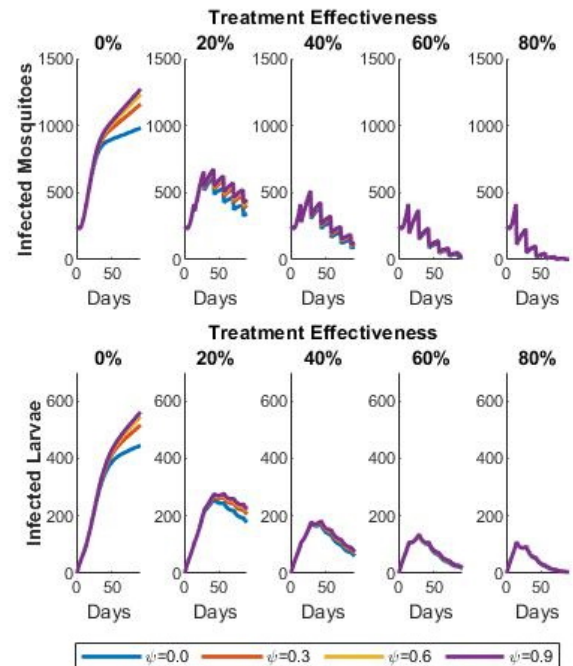 Treatment Effectiveness
0% 20% 40% 60% 80%
Infected Mosquitoes
1500 1500 1500 1500 1500
1000 1000 1000 1000 1000
500 500 500 500 500
0 0 0 0 0
0 50 0 50 0 50 0 50 0 50
Days Days Days Days Days
Treatment Effectiveness
0% 20% 40% 60% 80%
Infected Larvae
600 600 600 600 600
400 400 400 400 400
200 200 200 200 200
0 0 0 0 0
0 50 0 50 0 50 0 50 0 50
Days Days Days Days Days
ψ=0.0 ψ=0.3 ψ=0.6 ψ=0.9